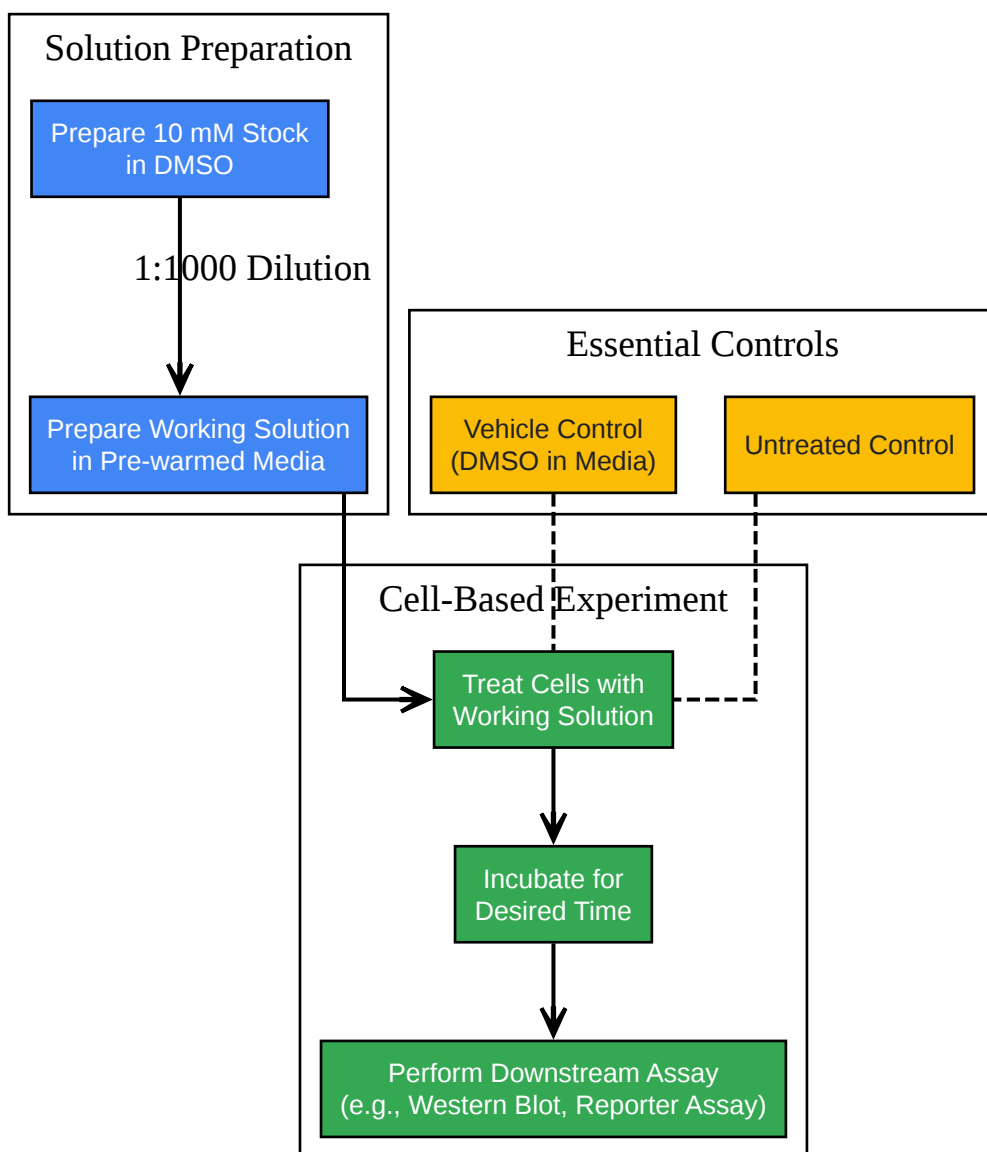 Solution Preparation
Prepare 10 mM Stock
in DMSO
1:1000 Dilution
Prepare Working Solution
in Pre-warmed Media
Essential Controls
Vehicle Control
(DMSO in Media)
Untreated Control
Cell-Based Experiment
Treat Cells with
Working Solution
Incubate for
Desired Time
Perform Downstream Assay
(e.g., Western Blot, Reporter Assay)